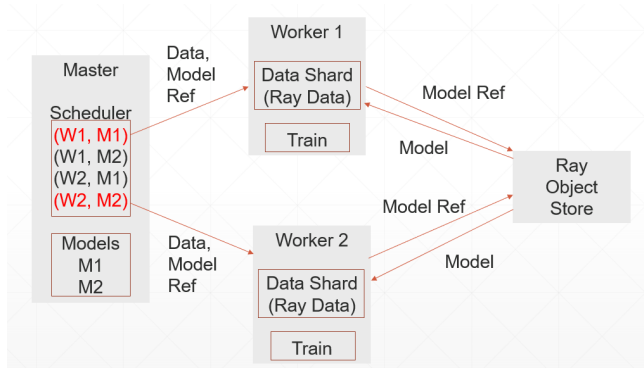 Master
Scheduler
(W1, M1)
(W1, M2)
(W2, M1)
(W2, M2)
Models
M1
M2
Data,
Model
Ref
Data,
Model
Ref
Worker 1
Data Shard
(Ray Data)
Train
Worker 2
Data Shard
(Ray Data)
Train
Model Ref
Model
Model Ref
Model
Ray
Object
Store